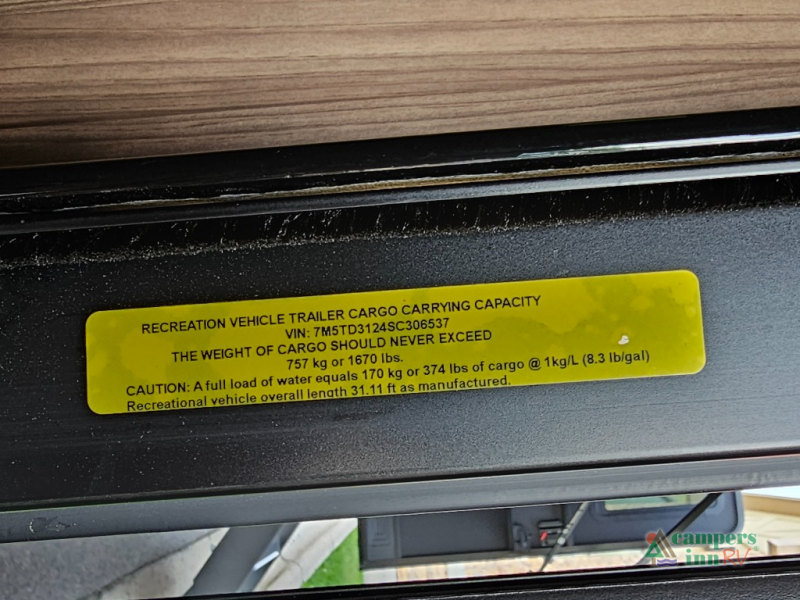 RECREATION VEHICLE TRAILER CARGO CARRYING CAPACITY
VIN: 7M5TD3124SC306537
THE WEIGHT OF CARGO SHOULD NEVER EXCEED
757 kg or 1670 lbs.
CAUTION: A full load of water equals 170 kg or 374 lbs of cargo @ 1kg/L (8.3 lb/gal)
Recreational vehicle overall length 31.11 ft as manufactured.
campers
inn RV